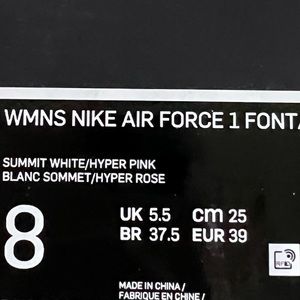 WMNS NIKE AIR FORCE 1 FONTA
SUMMIT WHITE/HYPER PINK
BLANC SOMMET/HYPER ROSE
8
UK 5.5 cm 25
BR 37.5 EUR 39
MADE IN CHINA /
FABRIQUE EN CHINE /